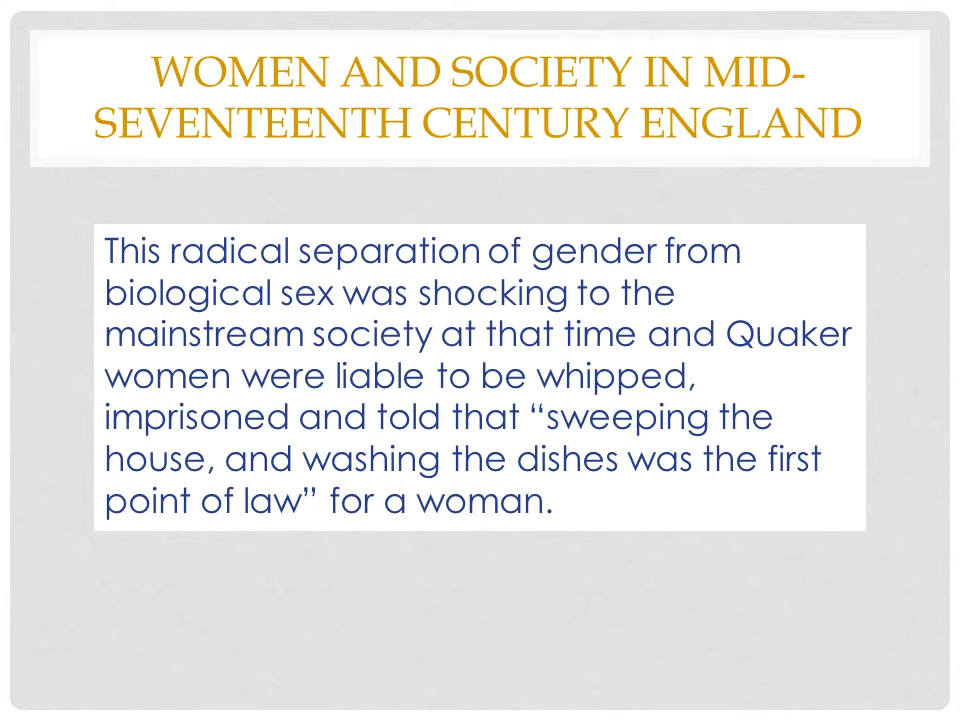 WOMEN AND SOCIETY IN MID-
SEVENTEENTH CENTURY ENGLAND
This radical separation of gender from
biological sex was shocking to the
mainstream society at that time and Quaker
women were liable to be whipped,
imprisoned and told that “sweeping the
house, and washing the dishes was the first
point of law” for a woman.